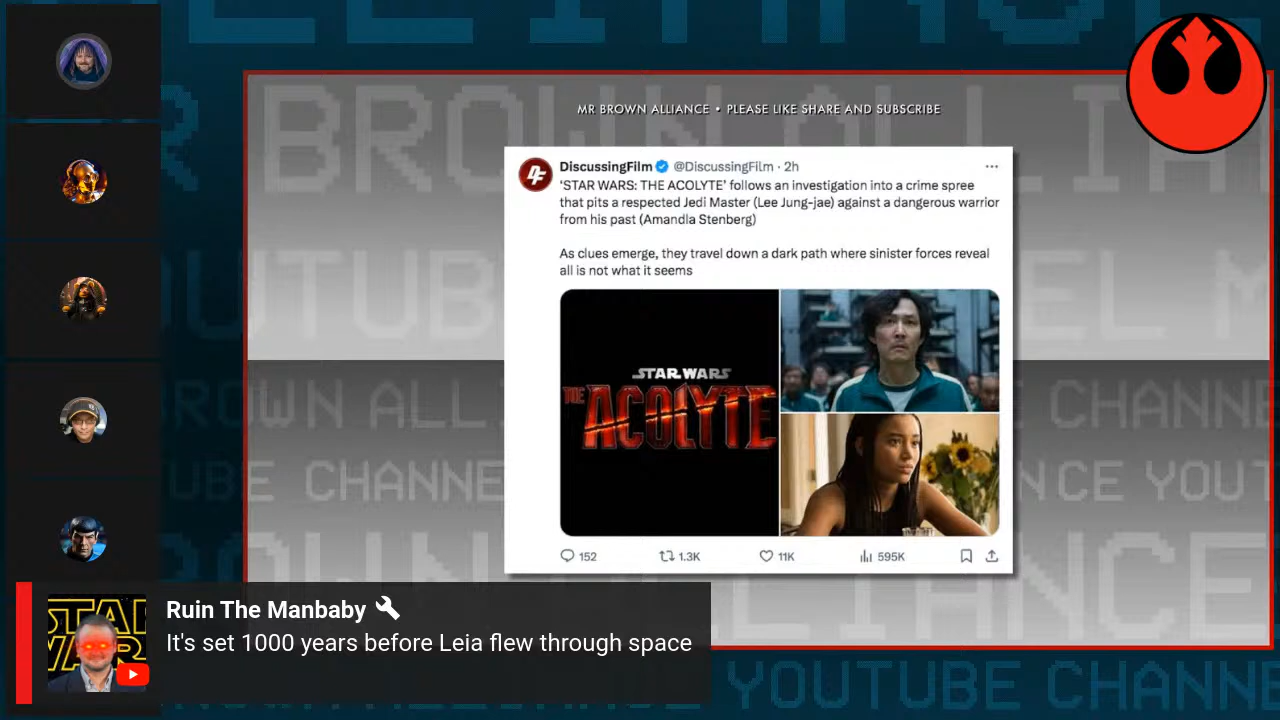 MR BROWN ALLIANCE • PLEASE LIKE SHARE AND SUBSCRIBE
DiscussingFilm @DiscussingFilm · 2h
‘STAR WARS: THE ACOLYTE’ follows an investigation into a crime spree
that pits a respected Jedi Master (Lee Jung-jae) against a dangerous warrior
from his past (Amandla Stenberg)
As clues emerge, they travel down a dark path where sinister forces reveal
all is not what it seems
STAR WARS
THE ACOLYTE
152
1.3K
11K
595K
Ruin The Manbaby
It's set 1000 years before Leia flew through space
YOUTUBE CHANNE